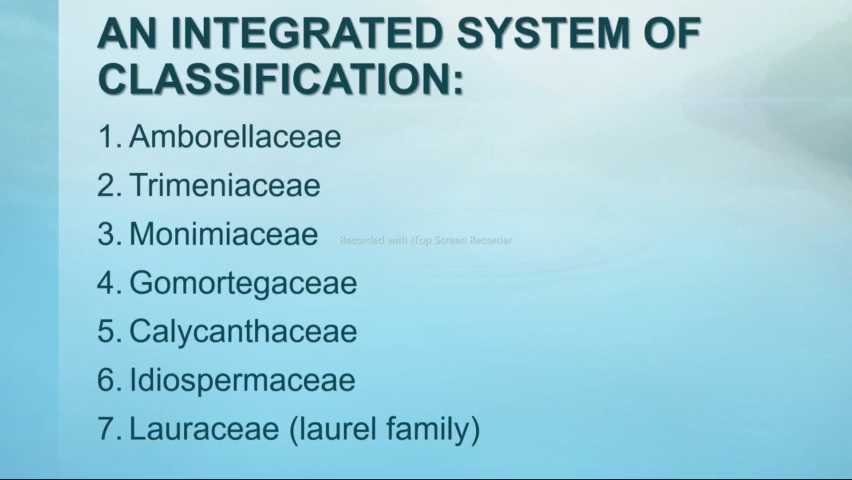 AN INTEGRATED SYSTEM OF
CLASSIFICATION:
1. Amborellaceae
2. Trimeniaceae
3. Monimiaceae
Recorded with iTop Screen Recorder
4. Gomortegaceae
5. Calycanthaceae
6. Idiospermaceae
7. Lauraceae (laurel family)